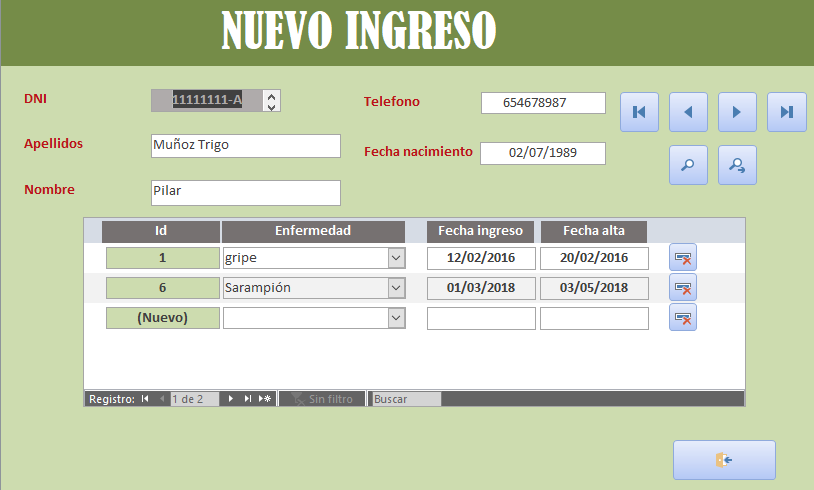 NUEVO INGRESO
DNI 11111111-A Telefono 654678987
Apellidos Muñoz Trigo Fecha nacimiento 02/07/1989
Nombre Pilar
Id Enfermedad Fecha ingreso Fecha alta
1 gripe 12/02/2016 20/02/2016
6 Sarampión 01/03/2018 03/05/2018
(Nuevo)
Registro: 1 de 2 Sin filtro Buscar